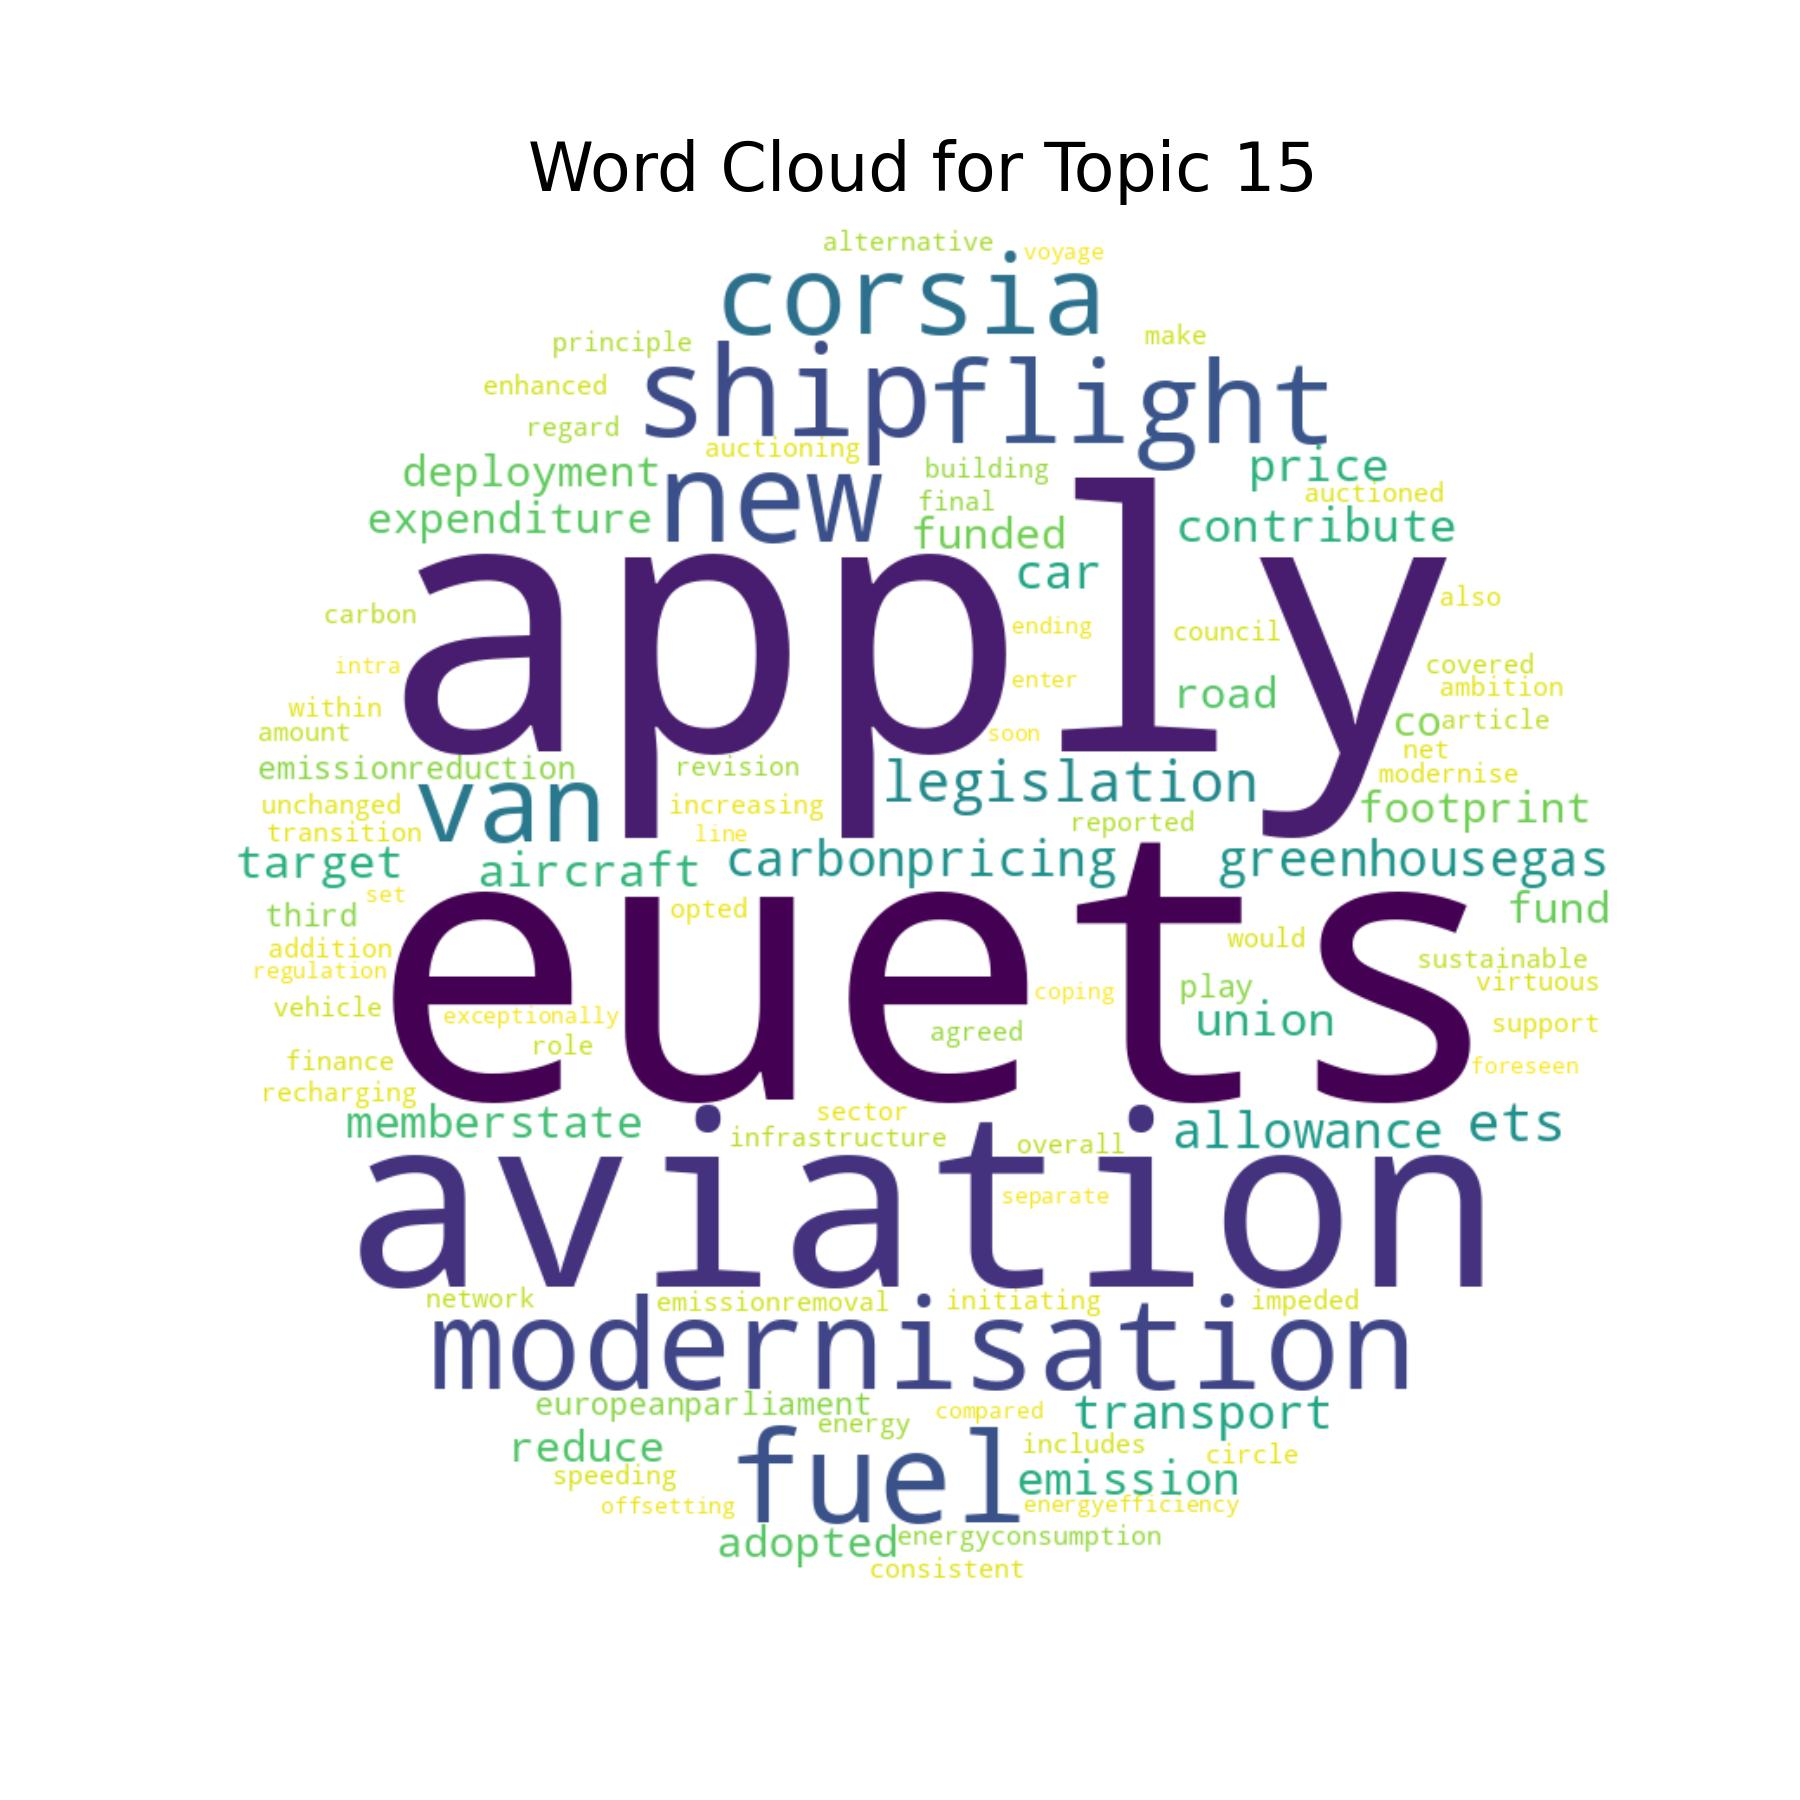 Word Cloud for Topic 15
alternative
voyage
corsia
principle
make
enhanced
ship
flight
regard
auctioning
deployment
new
building
price
auctioned
final
expenditure
funded
contribute
apply
car
also
carbon
ending
council
intra
enter
road
covered
ambition
within
co
article
amount
soon
net
emissionreduction
revision
legislation
modernise
van
unchanged
increasing
footprint
transition
line
reported
target
aircraft
carbonpricing
greenhousegas
set
third
opted
fund
euets
addition
would
regulation
sustainable
virtuous
vehicle
exceptionally
coping
play
union
support
role
agreed
finance
foreseen
recharging
memberstate
sector
infrastructure
overall
allowance
ets
aviation
separate
network
emissionremoval
initiating
impeded
modernisation
europeanparliament
energy
compared
transport
reduce
fuel
includes
circle
speeding
emission
offsetting
energyefficiency
adopted
energyconsumption
consistent